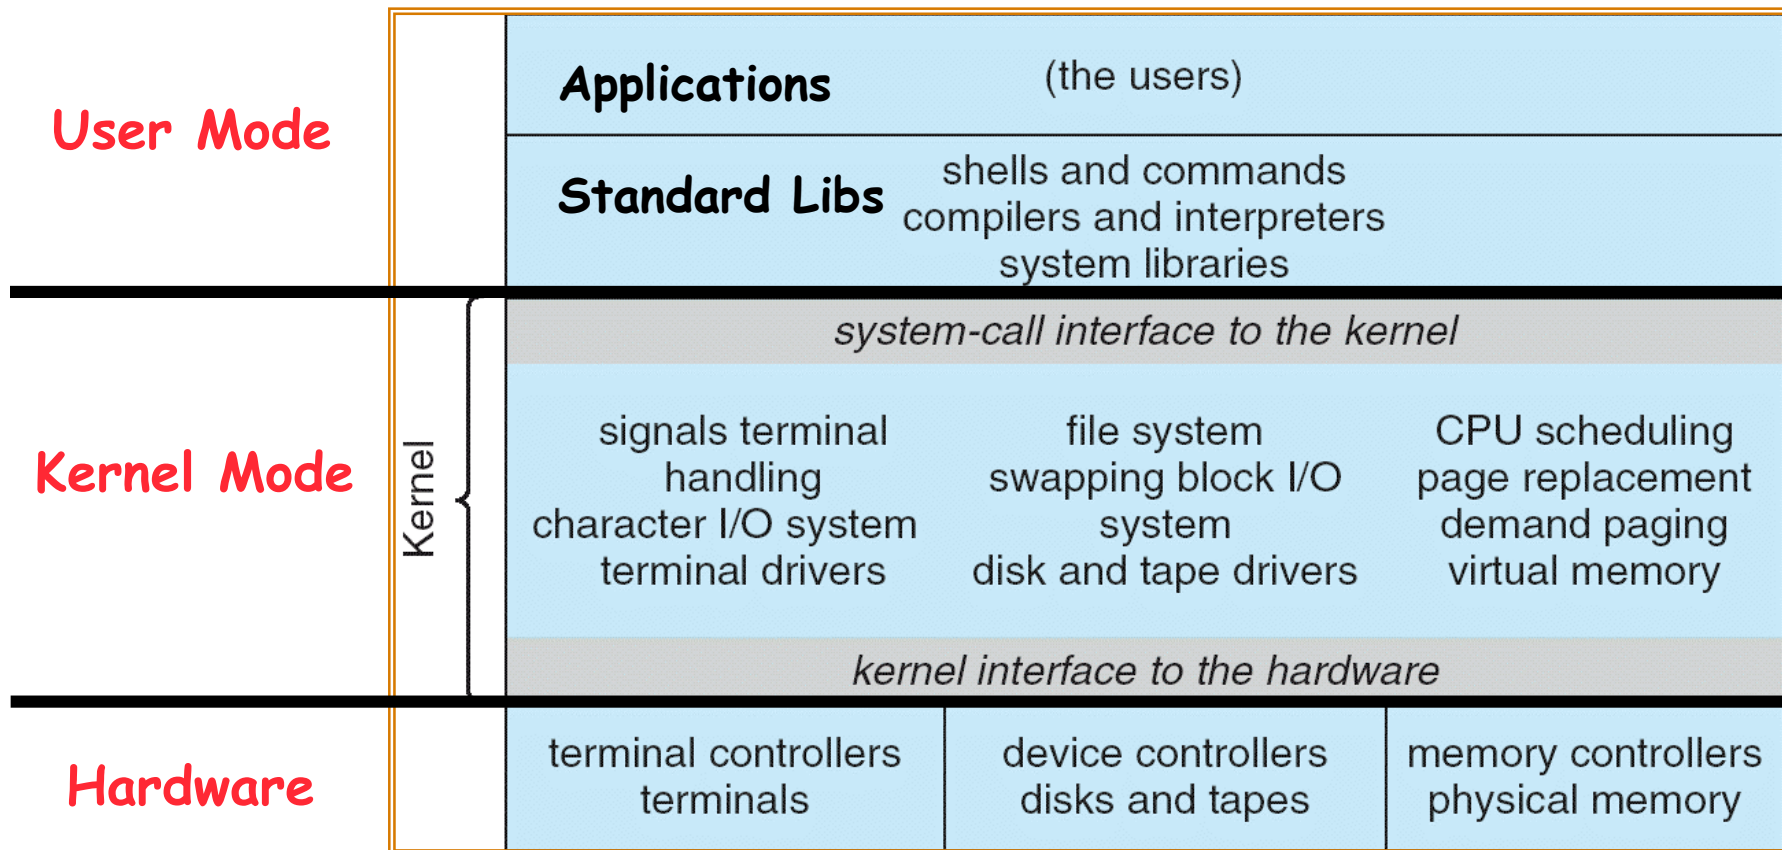 User Mode
Applications
(the users)
Standard Libs
shells and commands
compilers and interpreters
system libraries
Kernel Mode
Kernel
system-call interface to the kernel
signals terminal
handling
character I/O system
terminal drivers
file system
swapping block I/O
system
disk and tape drivers
CPU scheduling
page replacement
demand paging
virtual memory
kernel interface to the hardware
Hardware
terminal controllers
terminals
device controllers
disks and tapes
memory controllers
physical memory